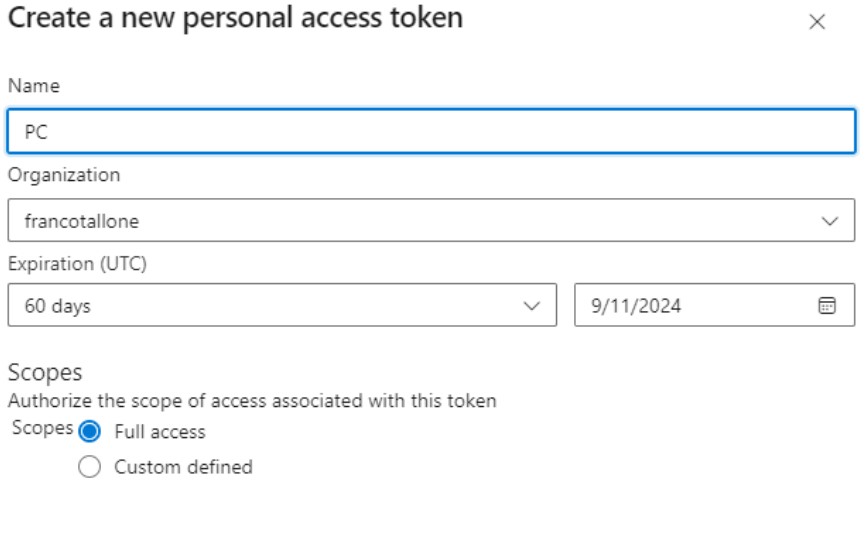 Create a new personal access token
Name
PC
Organization
francotallone
Expiration (UTC)
60 days 9/11/2024
Scopes
Authorize the scope of access associated with this token
Scopes Full access
Custom defined